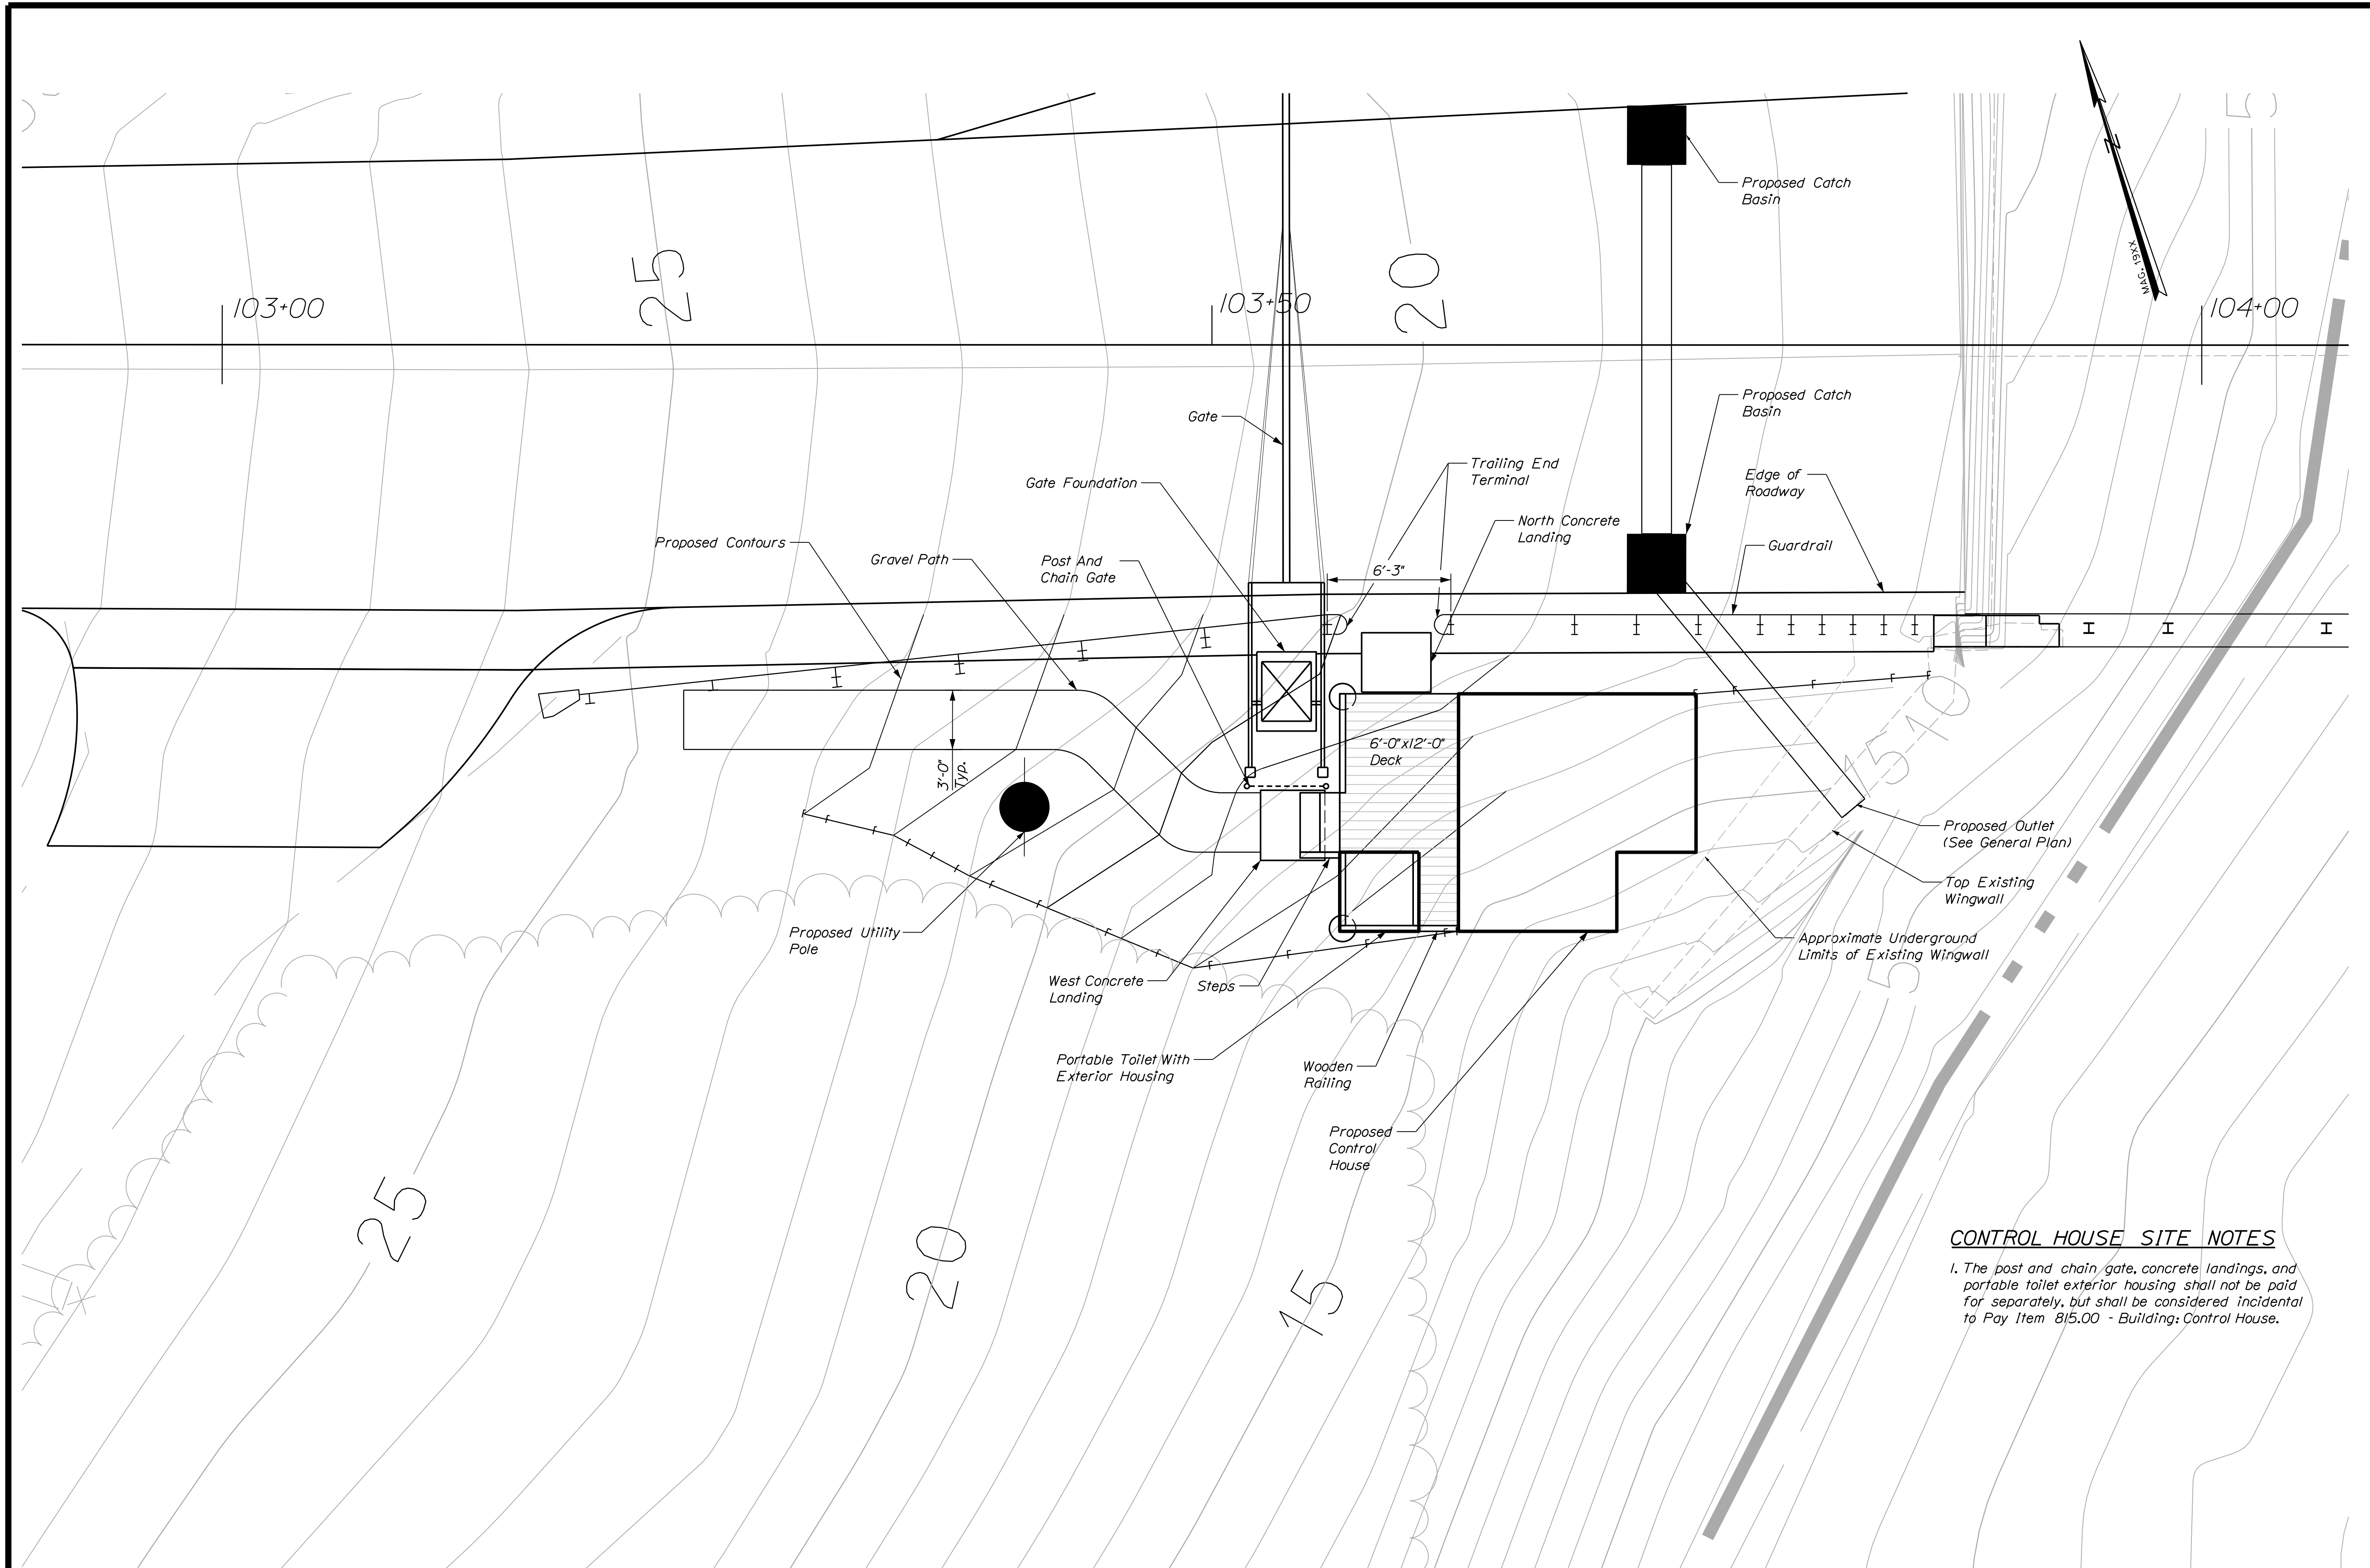 MAG. 19XX
Proposed Catch
Basin
25
20
5
103+00
103+50
104+00
Proposed Catch
Basin
Gate
Trailing End
Terminal
Edge of
Roadway
Gate Foundation
North Concrete
Landing
Proposed Contours
Gravel Path
Post And
Chain Gate
6'-3"
Guardrail
10
15
6'-0"x12'-0"
Deck
3'-0"
Typ.
Proposed Outlet
(See General Plan)
Top Existing
Wingwall
Proposed Utility
Pole
Approximate Underground
Limits of Existing Wingwall
5
West Concrete
Landing
Steps
Portable Toilet With
Exterior Housing
Wooden
Railing
Proposed
Control
House
25
20
15
CONTROL HOUSE SITE NOTES
1. The post and chain gate, concrete landings, and
portable toilet exterior housing shall not be paid
for separately, but shall be considered incidental
to Pay Item 815.00 - Building: Control House.